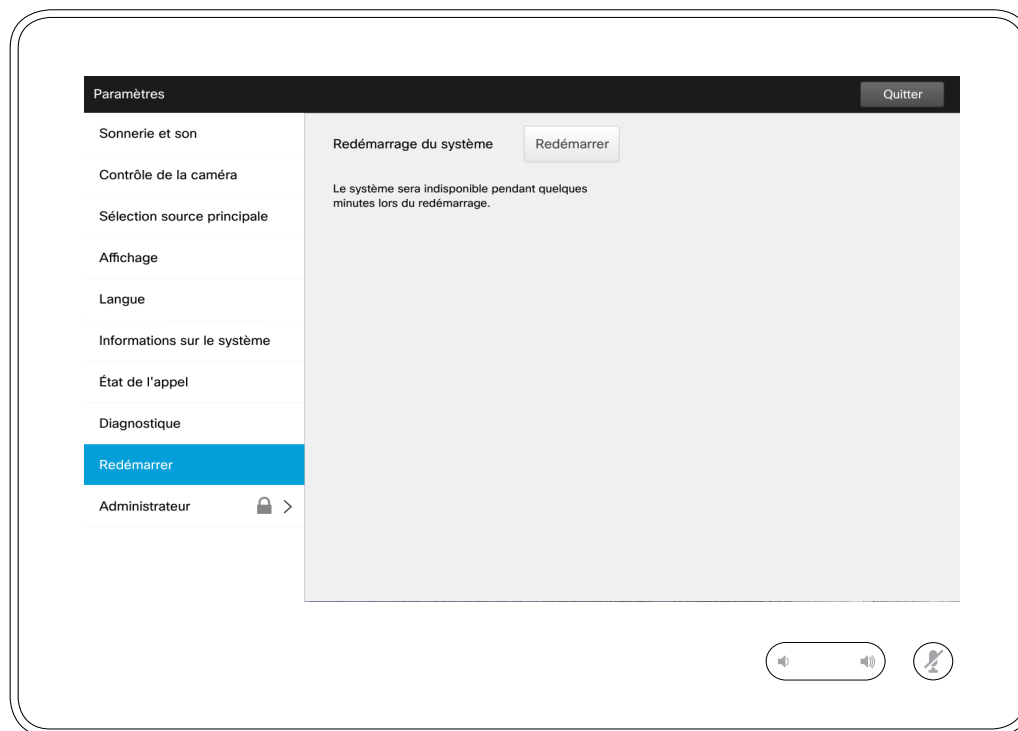 Paramètres
Quitter
Sonnerie et son
Contrôle de la caméra
Sélection source principale
Affichage
Langue
Informations sur le système
État de l'appel
Diagnostique
Redémarrer
Administrateur
Redémarrage du système
Redémarrer
Le système sera indisponible pendant quelques
minutes lors du redémarrage.